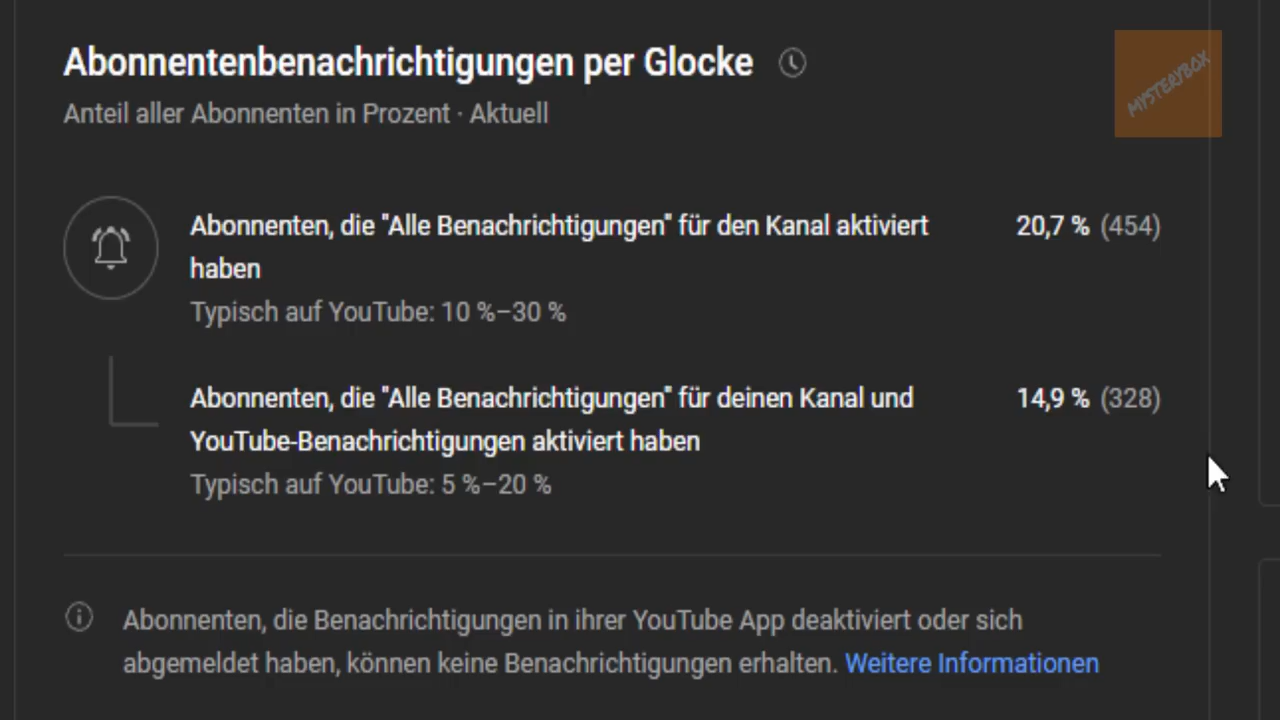 Abonnentenbenachrichtigungen per Glocke
MYSTERYBOX
Anteil aller Abonnenten in Prozent · Aktuell
Abonnenten, die "Alle Benachrichtigungen" für den Kanal aktiviert 20,7 % (454)
haben
Typisch auf YouTube: 10 %–30 %
Abonnenten, die "Alle Benachrichtigungen" für deinen Kanal und 14,9 % (328)
YouTube-Benachrichtigungen aktiviert haben
Typisch auf YouTube: 5 %–20 %
Abonnenten, die Benachrichtigungen in ihrer YouTube App deaktiviert oder sich
abgemeldet haben, können keine Benachrichtigungen erhalten. Weitere Informationen